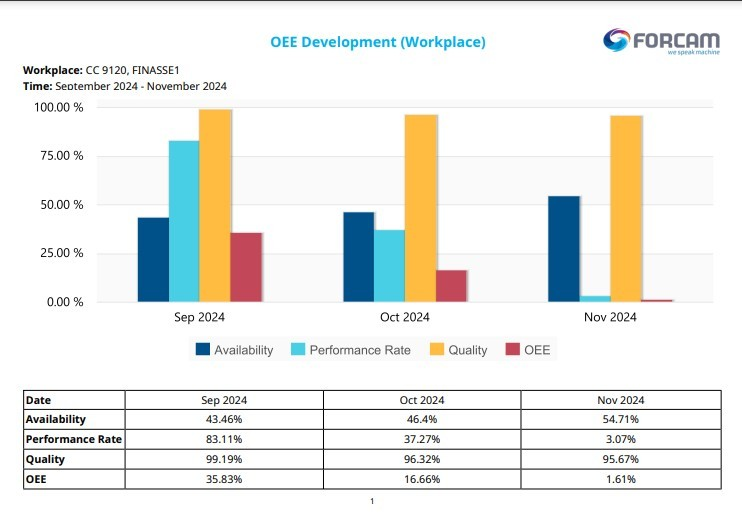 OEE Development (Workplace)
FORCAM
we speak machine
Workplace: CC 9120, FINASSE1
Time: September 2024 - November 2024
100.00 %
75.00 %
50.00 %
25.00 %
0.00 %
Sep 2024 Oct 2024 Nov 2024
Availability Performance Rate Quality OEE
Date Sep 2024 Oct 2024 Nov 2024
Availability 43.46% 46.4% 54.71%
Performance Rate 83.11% 37.27% 3.07%
Quality 99.19% 96.32% 95.67%
OEE 35.83% 16.66% 1.61%
1